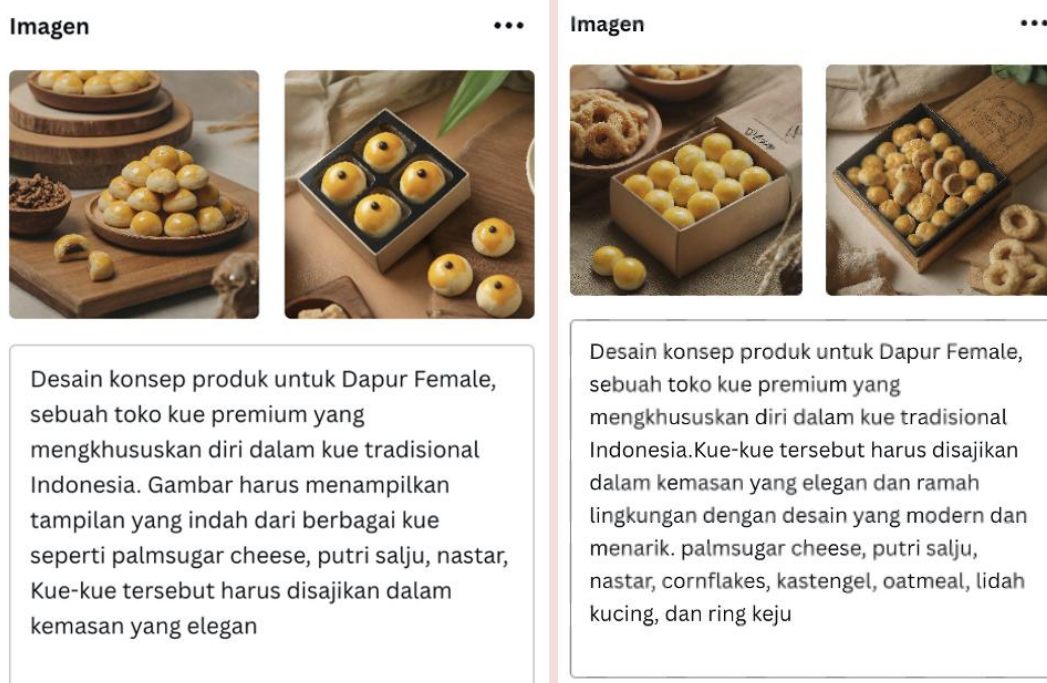 Imagen
Desain konsep produk untuk Dapur Female,
sebuah toko kue premium yang
mengkhususkan diri dalam kue tradisional
Indonesia. Gambar harus menampilkan
tampilan yang indah dari berbagai kue
seperti palmsugar cheese, putri salju, nastar,
Kue-kue tersebut harus disajikan dalam
kemasan yang elegan
Imagen
Desain konsep produk untuk Dapur Female,
sebuah toko kue premium yang
mengkhususkan diri dalam kue tradisional
Indonesia.Kue-kue tersebut harus disajikan
dalam kemasan yang elegan dan ramah
lingkungan dengan desain yang modern dan
menarik. palmsugar cheese, putri salju,
nastar, cornflakes, kastengel, oatmeal, lidah
kucing, dan ring keju